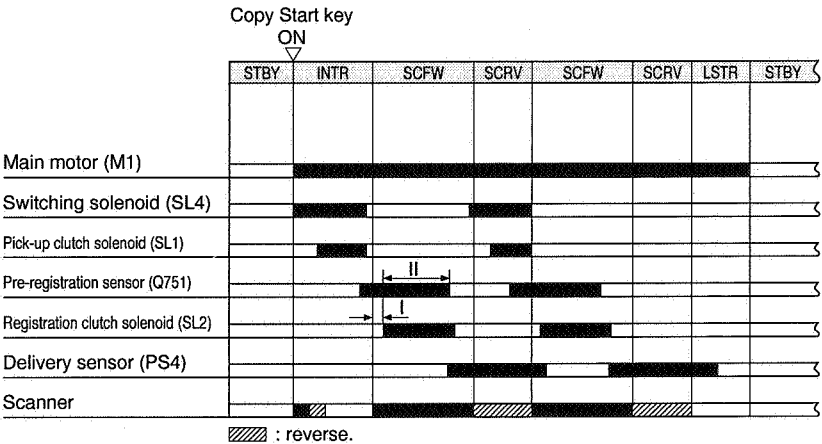 Copy Start key
ON
STBY INTR SCFW SCRV SCFW SCRV LSTR STBY
Main motor (M1)
Switching solenoid (SL4)
Pick-up clutch solenoid (SL1)
II
Pre-registration sensor (Q751)
I
Registration clutch solenoid (SL2)
Delivery sensor (PS4)
Scanner
: reverse.